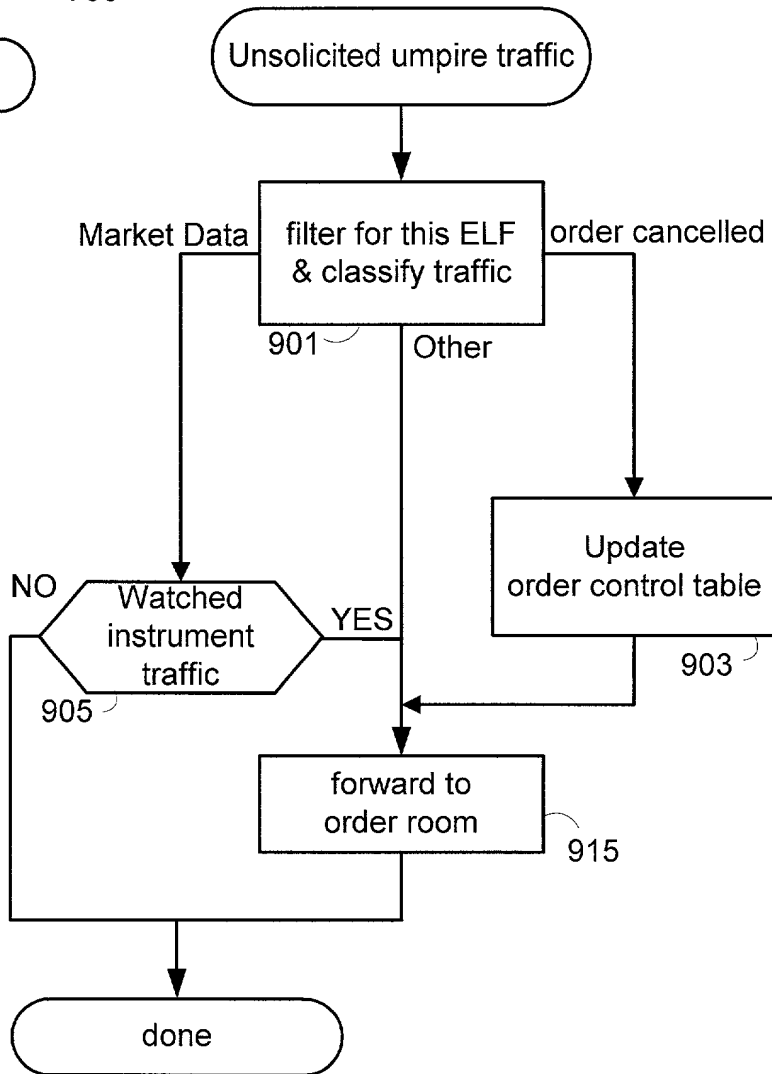 Unsolicited umpire traffic
Market Data
filter for this ELF
& classify traffic
order cancelled
901
Other
Update
order control table
903
NO
Watched
instrument
traffic
YES
905
forward to
order room
915
done